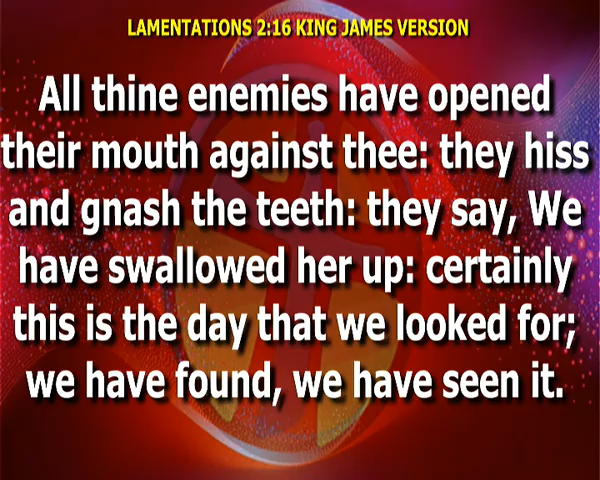 LAMENTATIONS 2:16 KING JAMES VERSION
All thine enemies have opened
their mouth against thee: they hiss
and gnash the teeth: they say, We
have swallowed her up: certainly
this is the day that we looked for;
we have found, we have seen it.